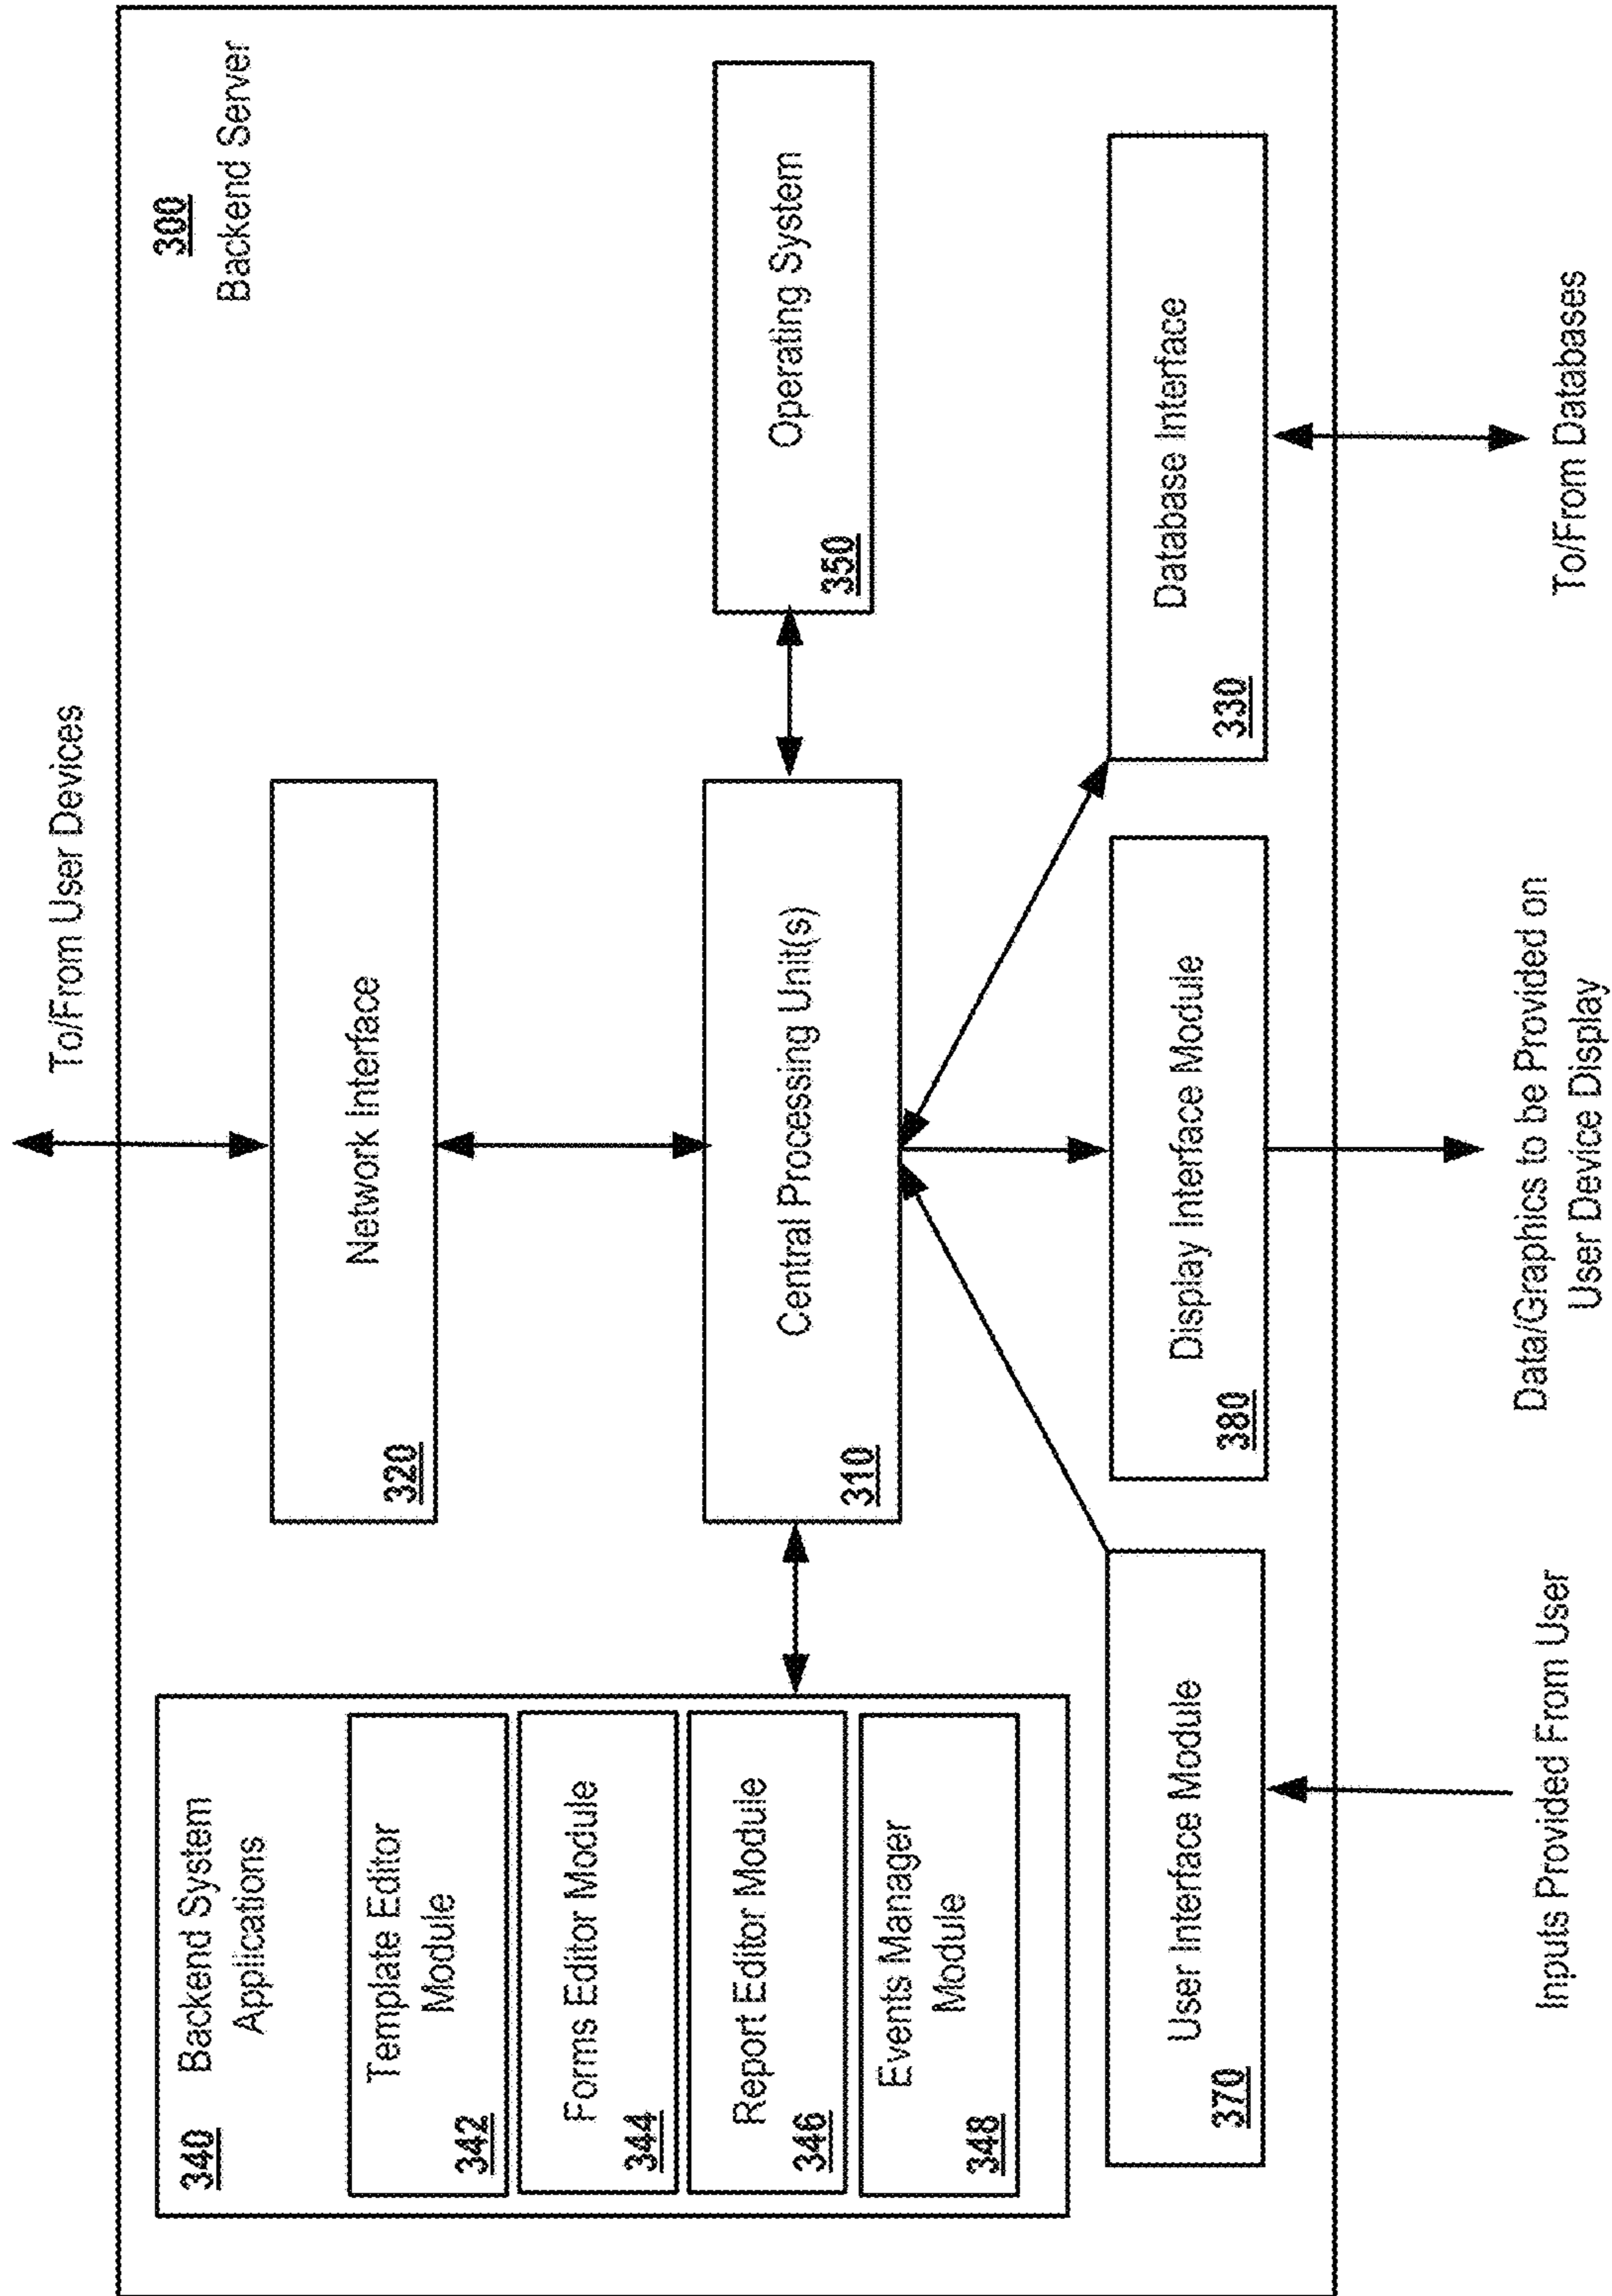 To/From User Devices
300
Backend Server
340 Backend System
Applications
Template Editor
Module
342
Forms Editor Module
344
Report Editor Module
346
Events Manager
Module
348
Network Interface
320
Central Processing Unit(s)
310
Operating System
350
User Interface Module
370
Display Interface Module
380
Database Interface
330
Inputs Provided From User
Data/Graphics to be Provided on
User Device Display
To/From Databases